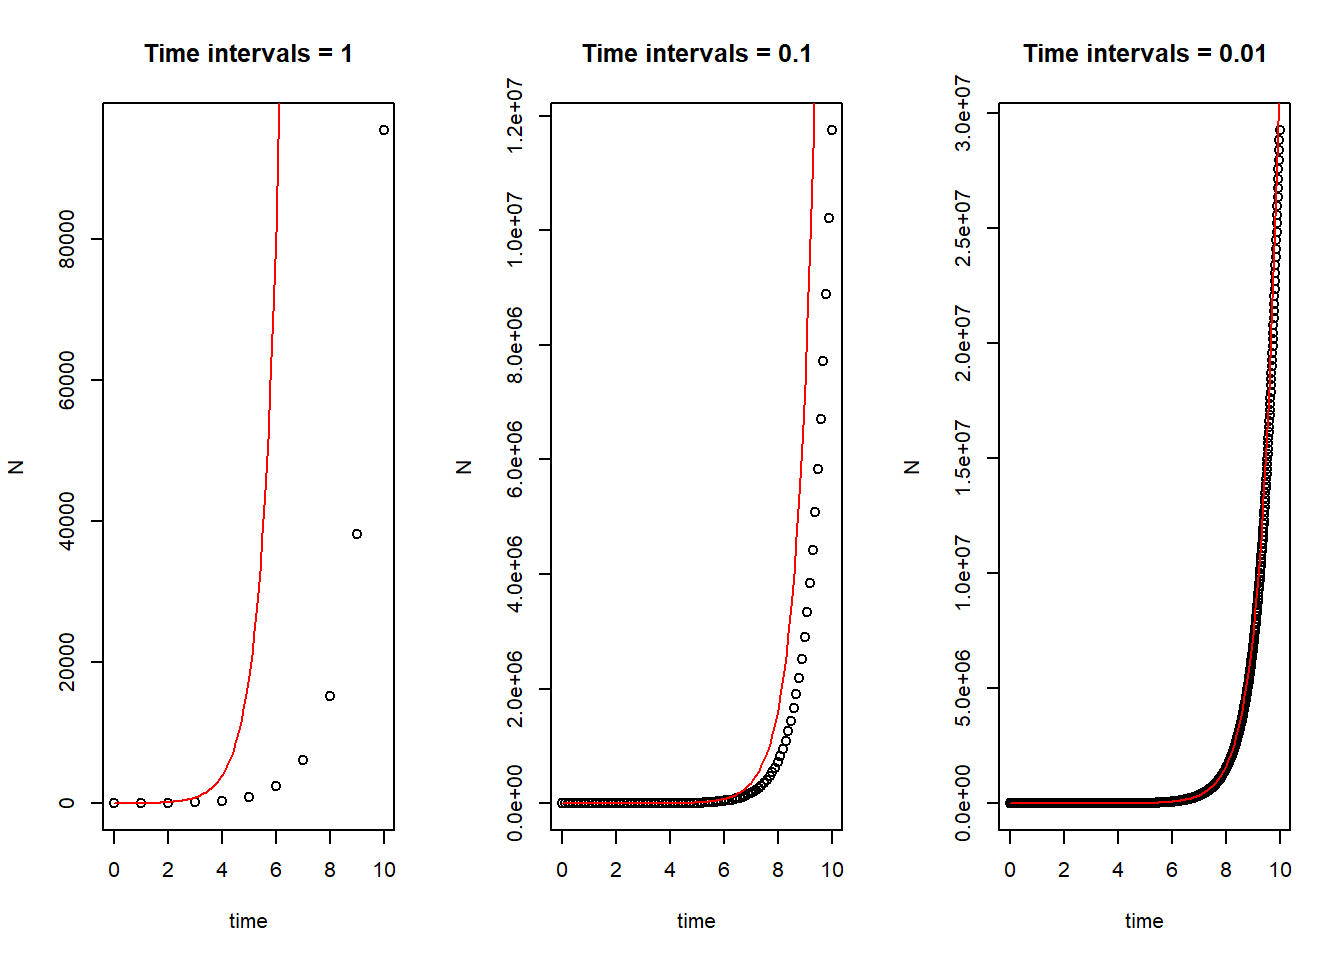 Time intervals = 1
N
0
20000
40000
60000
80000
0 2 4 6 8 10
time
Time intervals = 0.1
N
0.0e+00
2.0e+06
4.0e+06
6.0e+06
8.0e+06
1.0e+07
1.2e+07
0 2 4 6 8 10
time
Time intervals = 0.01
N
0.0e+00
5.0e+06
1.0e+07
1.5e+07
2.0e+07
2.5e+07
3.0e+07
0 2 4 6 8 10
time